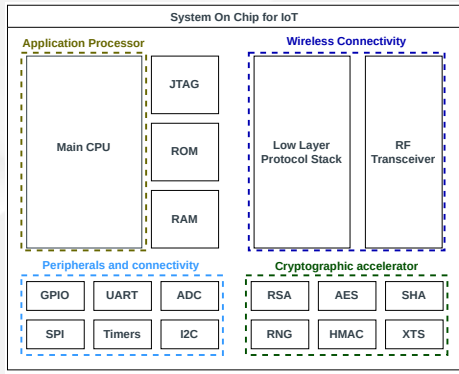 System On Chip for IoT
Application Processor
Wireless Connectivity
Main CPU
JTAG
ROM
RAM
Low Layer
Protocol Stack
RF
Transceiver
Peripherals and connectivity
Cryptographic accelerator
GPIO
UART
ADC
SPI
Timers
I2C
RSA
AES
SHA
RNG
HMAC
XTS